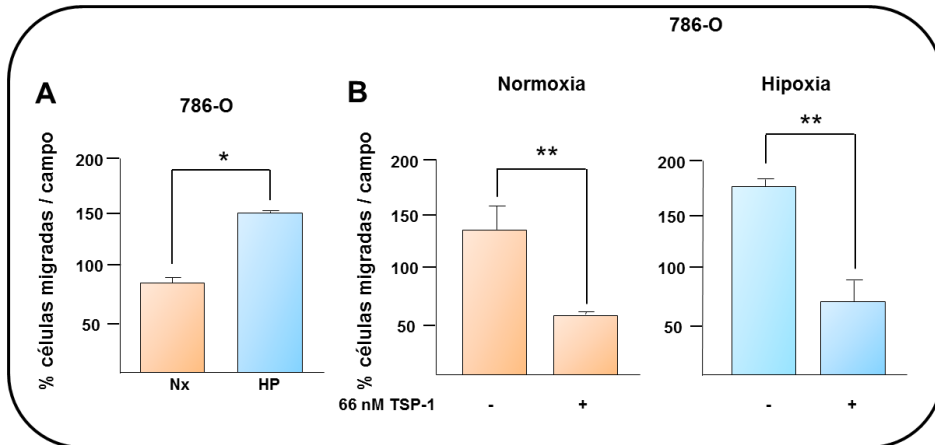 786-O
A
786-O
% células migradas / campo
200
150
100
50
*
Nx
HP
B
Normoxia
% células migradas / campo
200
150
100
50
**
Hipoxia
200
150
100
50
**
66 nM TSP-1 - + - +